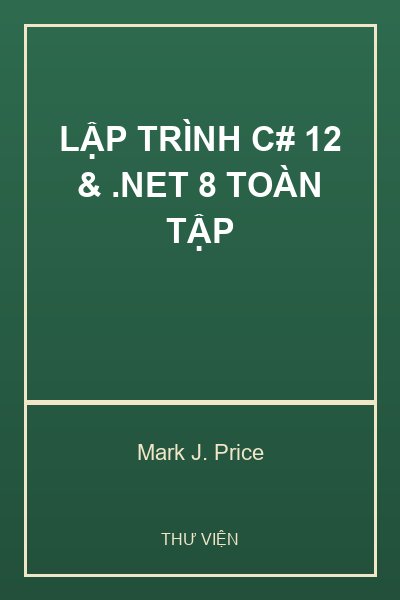 LẬP TRÌNH C# 12
& .NET 8 TOÀN
TẬP
Mark J. Price
THƯ VIỆN